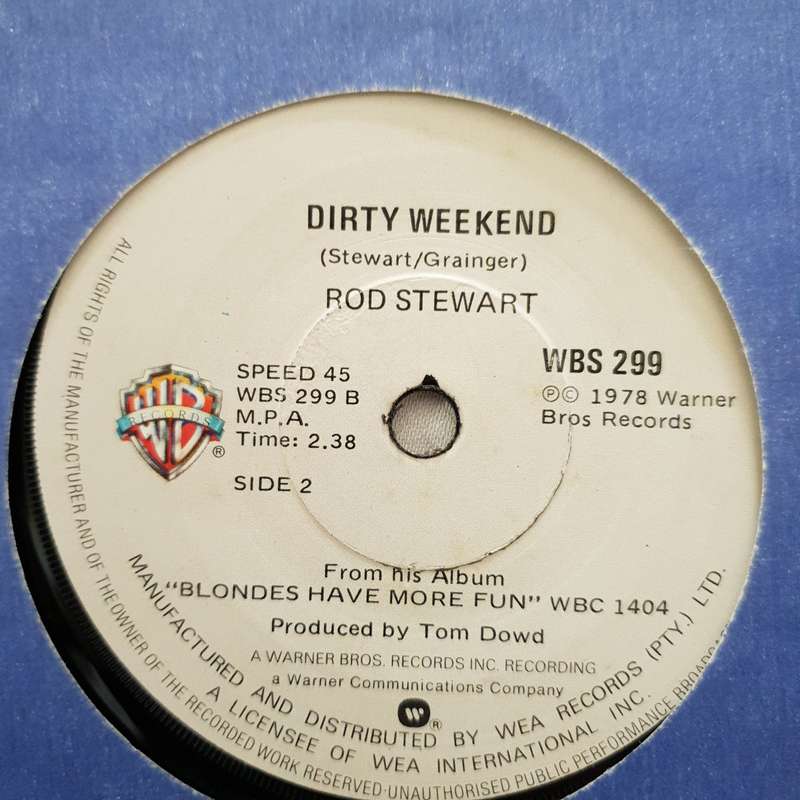 DIRTY WEEKEND
(Stewart/Grainger)
ROD STEWART
WB
RECORDS
®
SPEED 45
WBS 299 B
M.P.A.
Time: 2.38
SIDE 2
WBS 299
℗© 1978 Warner
Bros Records
From his Album
"BLONDES HAVE MORE FUN" WBC 1404
Produced by Tom Dowd
A WARNER BROS. RECORDS INC. RECORDING
a Warner Communications Company
®
MANUFACTURED AND DISTRIBUTED BY WEA RECORDS (PTY.) LTD.
A LICENSEE OF WEA INTERNATIONAL INC.
ALL RIGHTS OF THE MANUFACTURER AND OF THE OWNER OF THE RECORDED WORK RESERVED·UNAUTHORISED PUBLIC PERFORMANCE